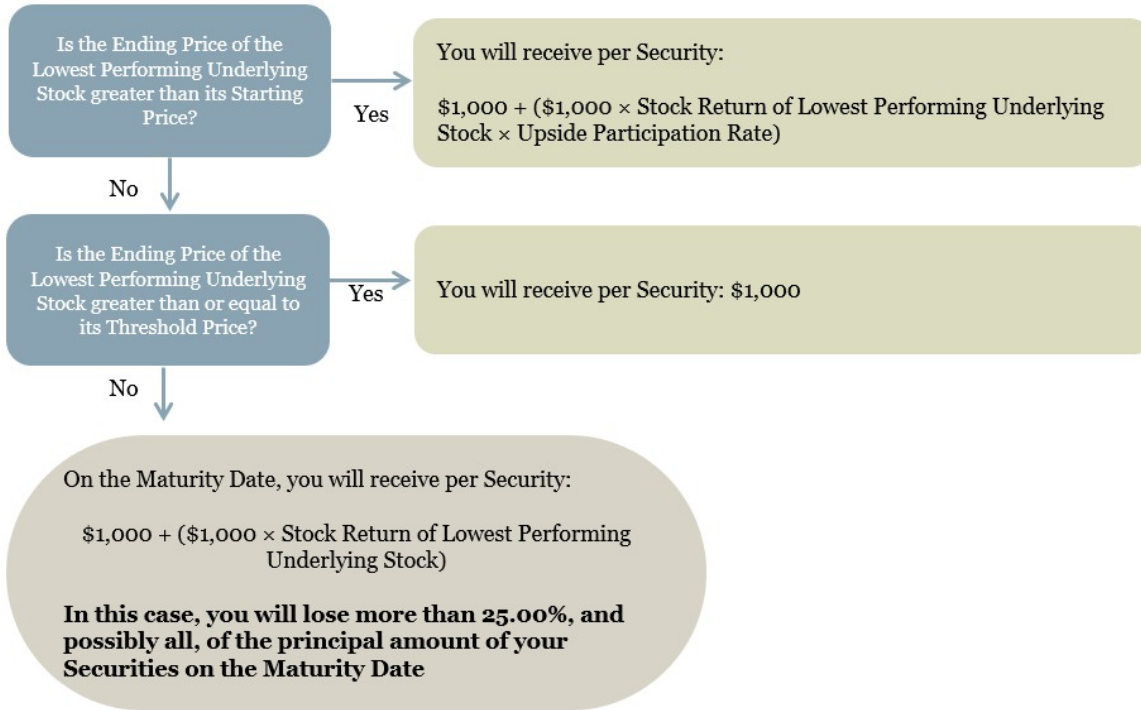 Is the Ending Price of the
Lowest Performing Underlying
Stock greater than its Starting
Price?
Yes
You will receive per Security:
$1,000 + ($1,000 × Stock Return of Lowest Performing Underlying
Stock × Upside Participation Rate)
No
Is the Ending Price of the
Lowest Performing Underlying
Stock greater than or equal to
its Threshold Price?
Yes
You will receive per Security: $1,000
No
On the Maturity Date, you will receive per Security:
$1,000 + ($1,000 × Stock Return of Lowest Performing
Underlying Stock)
In this case, you will lose more than 25.00%, and
possibly all, of the principal amount of your
Securities on the Maturity Date